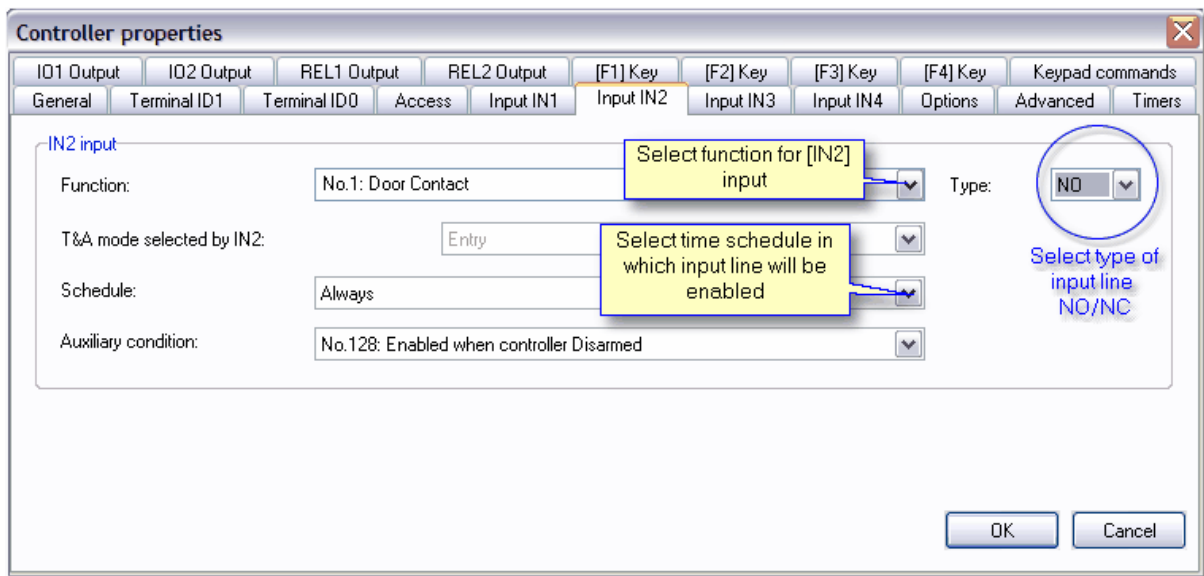 Controller properties
IO1 Output IO2 Output REL1 Output REL2 Output [F1] Key [F2] Key [F3] Key [F4] Key Keypad commands
General Terminal ID1 Terminal ID0 Access Input IN1 Input IN2 Input IN3 Input IN4 Options Advanced Timers
IN2 input
Function: No.1: Door Contact
Select function for [IN2]
input
Type: NO
T&A mode selected by IN2: Entry
Select time schedule in
which input line will be
enabled
Select type of
input line
NO/NC
Schedule: Always
Auxiliary condition: No.128: Enabled when controller Disarmed
OK Cancel